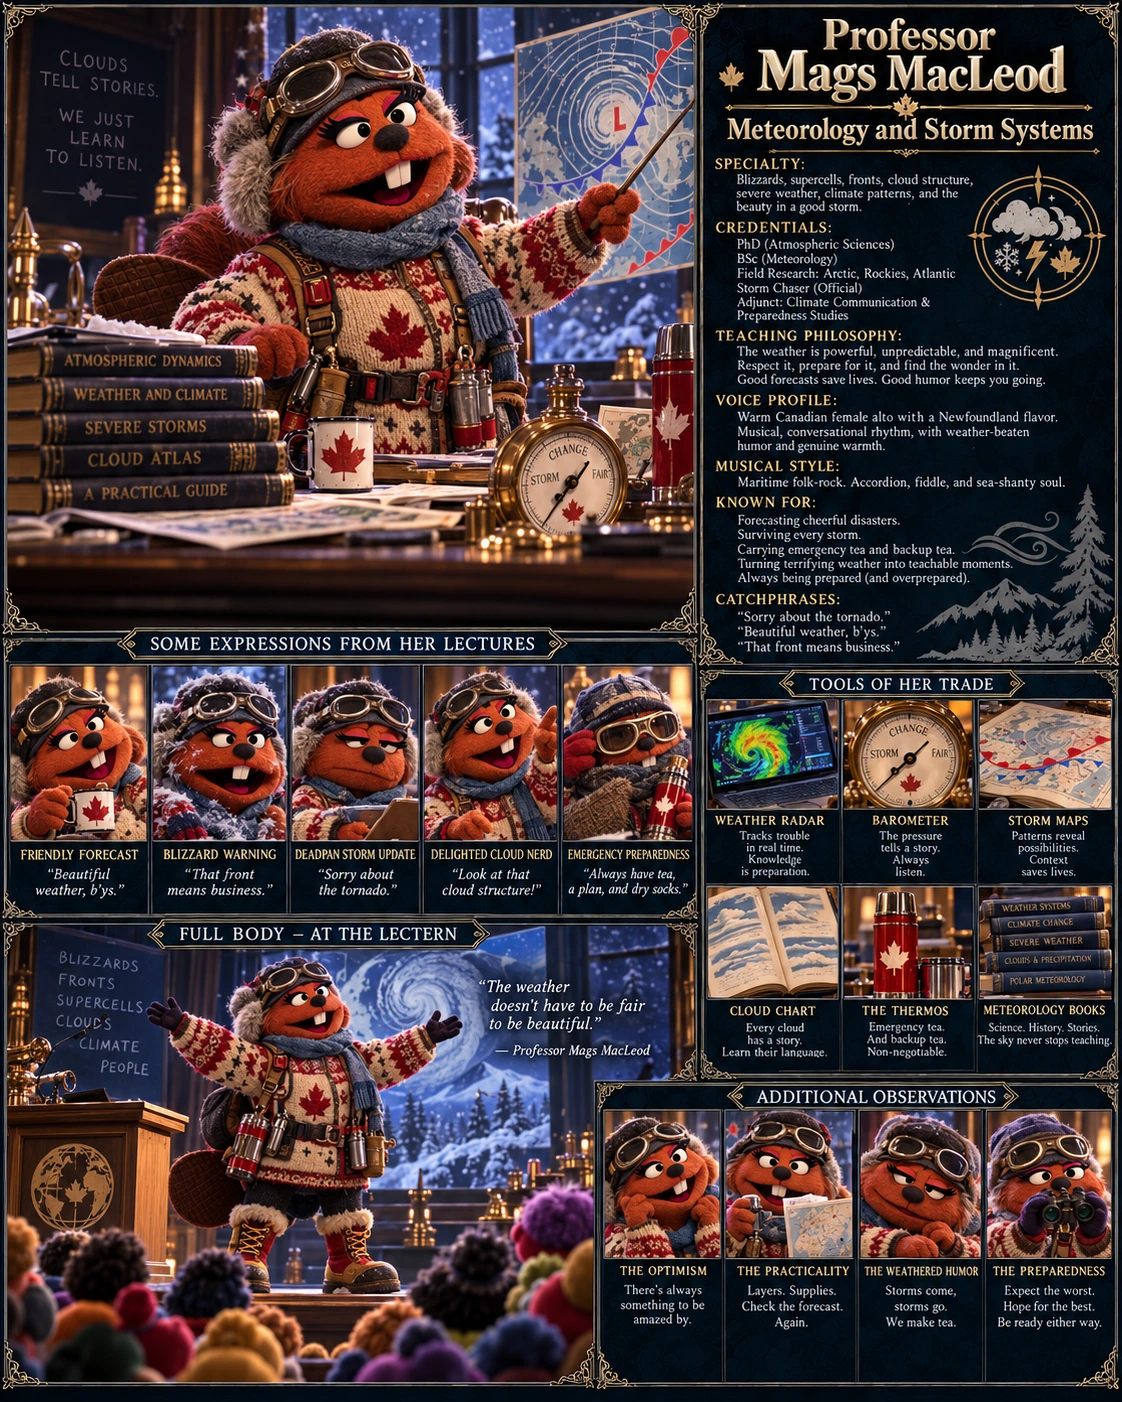 CLOUDS
TELL STORIES.
WE JUST
LEARN
TO LISTEN.
L
ATMOSPHERIC DYNAMICS
WEATHER AND CLIMATE
SEVERE STORMS
CLOUD ATLAS
A PRACTICAL GUIDE
CHANGE
STORM
FAIR
Professor
Mags MacLeod
Meteorology and Storm Systems
SPECIALTY:
Blizzards, supercells, fronts, cloud structure,
severe weather, climate patterns, and the
beauty in a good storm.
CREDENTIALS:
PhD (Atmospheric Sciences)
BSc (Meteorology)
Field Research: Arctic, Rockies, Atlantic
Storm Chaser (Official)
Adjunct: Climate Communication &
Preparedness Studies
TEACHING PHILOSOPHY:
The weather is powerful, unpredictable, and magnificent.
Respect it, prepare for it, and find the wonder in it.
Good forecasts save lives. Good humor keeps you going.
VOICE PROFILE:
Warm Canadian female alto with a Newfoundland flavor.
Musical, conversational rhythm, with weather-beaten
humor and genuine warmth.
MUSICAL STYLE:
Maritime folk-rock. Accordion, fiddle, and sea-shanty soul.
KNOWN FOR:
Forecasting cheerful disasters.
Surviving every storm.
Carrying emergency tea and backup tea.
Turning terrifying weather into teachable moments.
Always being prepared (and overprepared).
CATCHPHRASES:
"Sorry about the tornado."
"Beautiful weather, b'ys."
"That front means business."
SOME EXPRESSIONS FROM HER LECTURES
FRIENDLY FORECAST
"Beautiful
weather, b'ys."
BLIZZARD WARNING
"That front
means business."
DEADPAN STORM UPDATE
"Sorry about
the tornado."
DELIGHTED CLOUD NERD
"Look at that
cloud structure!"
EMERGENCY PREPAREDNESS
"Always have tea,
a plan, and dry socks."
TOOLS OF HER TRADE
WEATHER RADAR
Tracks trouble
in real time.
Knowledge
is preparation.
CHANGE
STORM
FAIR
BAROMETER
The pressure
tells a story.
Always
listen.
STORM MAPS
Patterns reveal
possibilities.
Context
saves lives.
CLOUD CHART
Every cloud
has a story.
Learn their language.
THE THERMOS
Emergency tea.
And backup tea.
Non-negotiable.
WEATHER SYSTEMS
CLIMATE CHANGE
SEVERE WEATHER
CLOUDS & PRECIPITATION
POLAR METEOROLOGY
METEOROLOGY BOOKS
Science. History. Stories.
The sky never stops teaching.
FULL BODY – AT THE LECTERN
BLIZZARDS
FRONTS
SUPERCELLS
CLOUDS
CLIMATE
PEOPLE
"The weather
doesn't have to be fair
to be beautiful."
— Professor Mags MacLeod
ADDITIONAL OBSERVATIONS
THE OPTIMISM
There's always
something to be
amazed by.
THE PRACTICALITY
Layers. Supplies.
Check the forecast.
Again.
THE WEATHERED HUMOR
Storms come,
storms go.
We make tea.
THE PREPAREDNESS
Expect the worst.
Hope for the best.
Be ready either way.